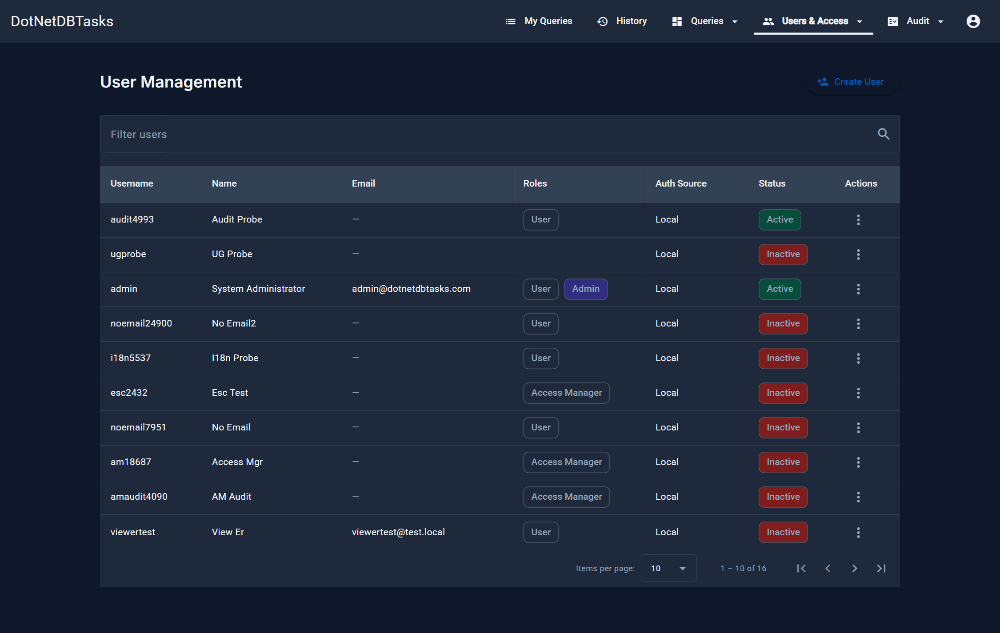 DotNetDBTasks My Queries History Queries Users & Access Audit
User Management Create User
Filter users
Username Name Email Roles Auth Source Status Actions
audit4993 Audit Probe — User Local Active
ugprobe UG Probe — Local Inactive
admin System Administrator admin@dotnetdbtasks.com User Admin Local Active
noemail24900 No Email2 — User Local Inactive
i18n5537 I18n Probe — User Local Inactive
esc2432 Esc Test — Access Manager Local Inactive
noemail7951 No Email — User Local Inactive
am18687 Access Mgr — Access Manager Local Inactive
amaudit4090 AM Audit — Access Manager Local Inactive
viewertest View Er viewertest@test.local User Local Inactive
Items per page: 10 1 – 10 of 16